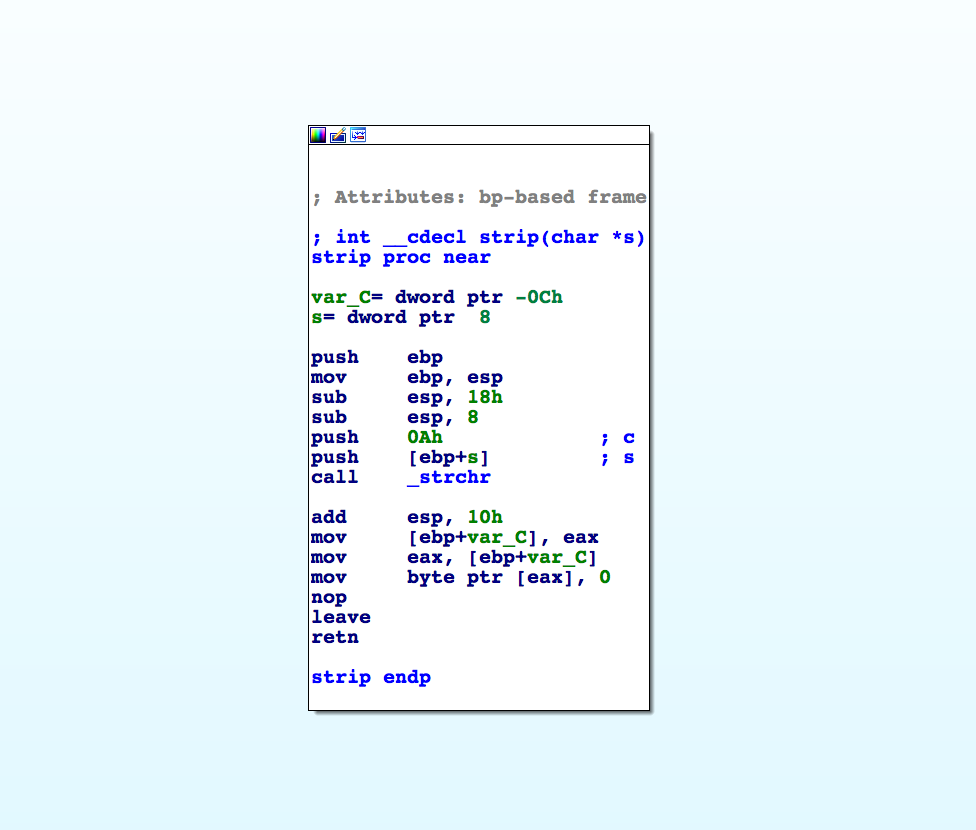 ; Attributes: bp-based frame
; int __cdecl strip(char *s)
strip proc near
var_C= dword ptr -0Ch
s= dword ptr  8
push    ebp
mov     ebp, esp
sub     esp, 18h
sub     esp, 8
push    0Ah             ; c
push    [ebp+s]         ; s
call    _strchr
add     esp, 10h
mov     [ebp+var_C], eax
mov     eax, [ebp+var_C]
mov     byte ptr [eax], 0
nop
leave
retn
strip endp